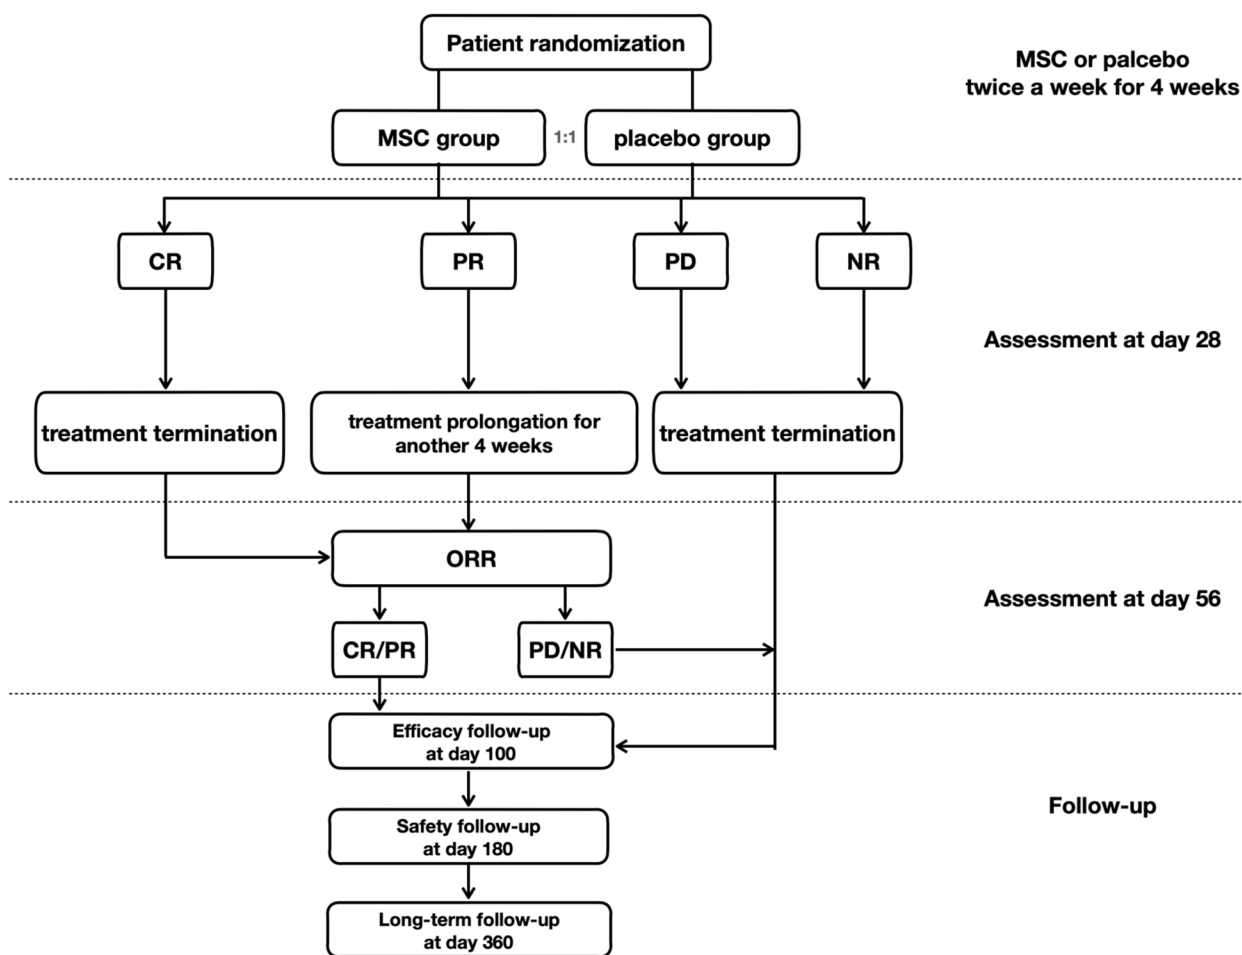 Patient randomization
MSC or palcebo
twice a week for 4 weeks
MSC group
1:1
placebo group
CR
PR
PD
NR
Assessment at day 28
treatment termination
treatment prolongation for
another 4 weeks
treatment termination
ORR
Assessment at day 56
CR/PR
PD/NR
Efficacy follow-up
at day 100
Follow-up
Safety follow-up
at day 180
Long-term follow-up
at day 360